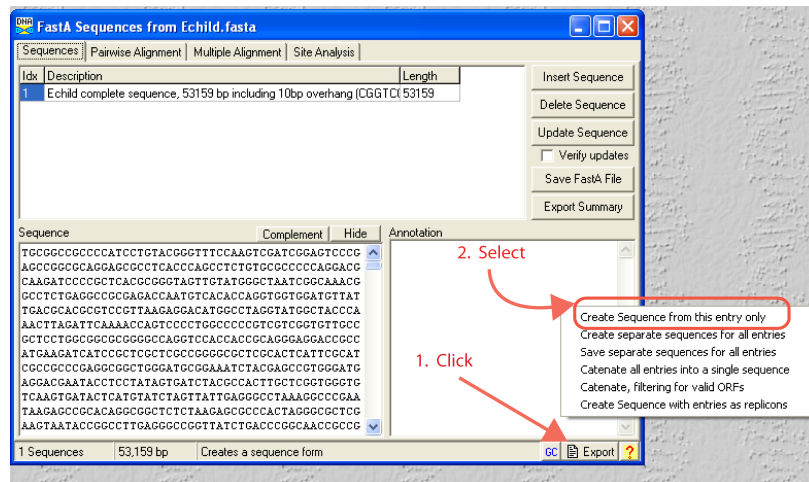 DNA FastA Sequences from Echild.fasta
Sequences Pairwise Alignment Multiple Alignment Site Analysis
Idx Description Length
1 Echild complete sequence, 53159 bp including 10bp overhang (CGGTC( 53159
Insert Sequence
Delete Sequence
Update Sequence
Verify updates
Save FastA File
Export Summary
Sequence Complement Hide Annotation
TGCGGCCGCCCCATCCTGTACGGGTTTCCAAGTCGATCGGAGTCCCG
AGCCGGCGCAGGAGCGCCTCACCCAGCCTCTGTGCGCCCCCAGGACG
CAAGATCCCCGCTCACGCGGGTAGTTGTATGGGCTAATCGGCAAACG
GCCTCTGAGGCCGCGAGACCAATGTCACACCAGGTGGTGGATGTTAT
TGACGCACGCGTCCGTTAAGAGGACATGGCCTAGGTATGGCTACCCA
AACTTAGATTCAAAACCAGTCCCCTGGCCCCCGTCGTCGGTGTTGCC
GCTCCTGGCGGCGCGGGGCCAGGTCCACCACCGCAGGGAGGACCGCC
ATGAAGATCATCCGCTCGCTCGCCGGGGCGCTCGCACTCATTCGCAT
CGCCGCCCGAGGCGGCTGGGATGCGGAAATCTACGAGCCGTGGGATG
AGGACGAATACCTCCTATAGTGATCTACGCCACTTGCTCGGTGGGTG
TCAAGTGATACTCATGTATCTAGTTATTGAGGGCCTAAAGGCCCGAA
TAAGAGCCGCACAGGCGGCTCTCTAAGAGCGCCCACTAGGGCGCTCG
AAGTAATACCGGCCTTGAGGGCCGGTTATCTGACCCGGCAACCGCCG
2. Select
Create Sequence from this entry only
Create separate sequences for all entries
Save separate sequences for all entries
Catenate all entries into a single sequence
Catenate, filtering for valid ORFs
Create Sequence with entries as replicons
1. Click
1 Sequences 53,159 bp Creates a sequence form GC Export ?